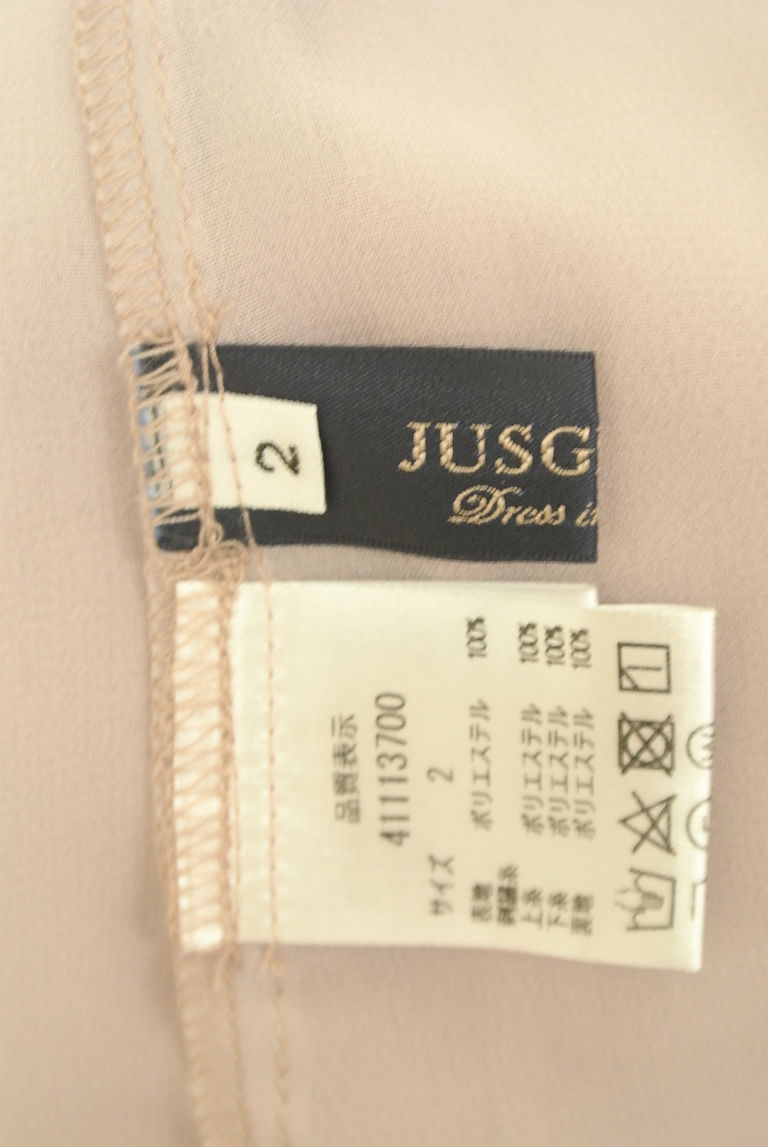 2
JUSG
Dress i
品質表示
41113700
サイズ 2
表地 ポリエステル 100%
刺繍糸
上糸 ポリエステル 100%
下糸 ポリエステル 100%
裏地 ポリエステル 100%